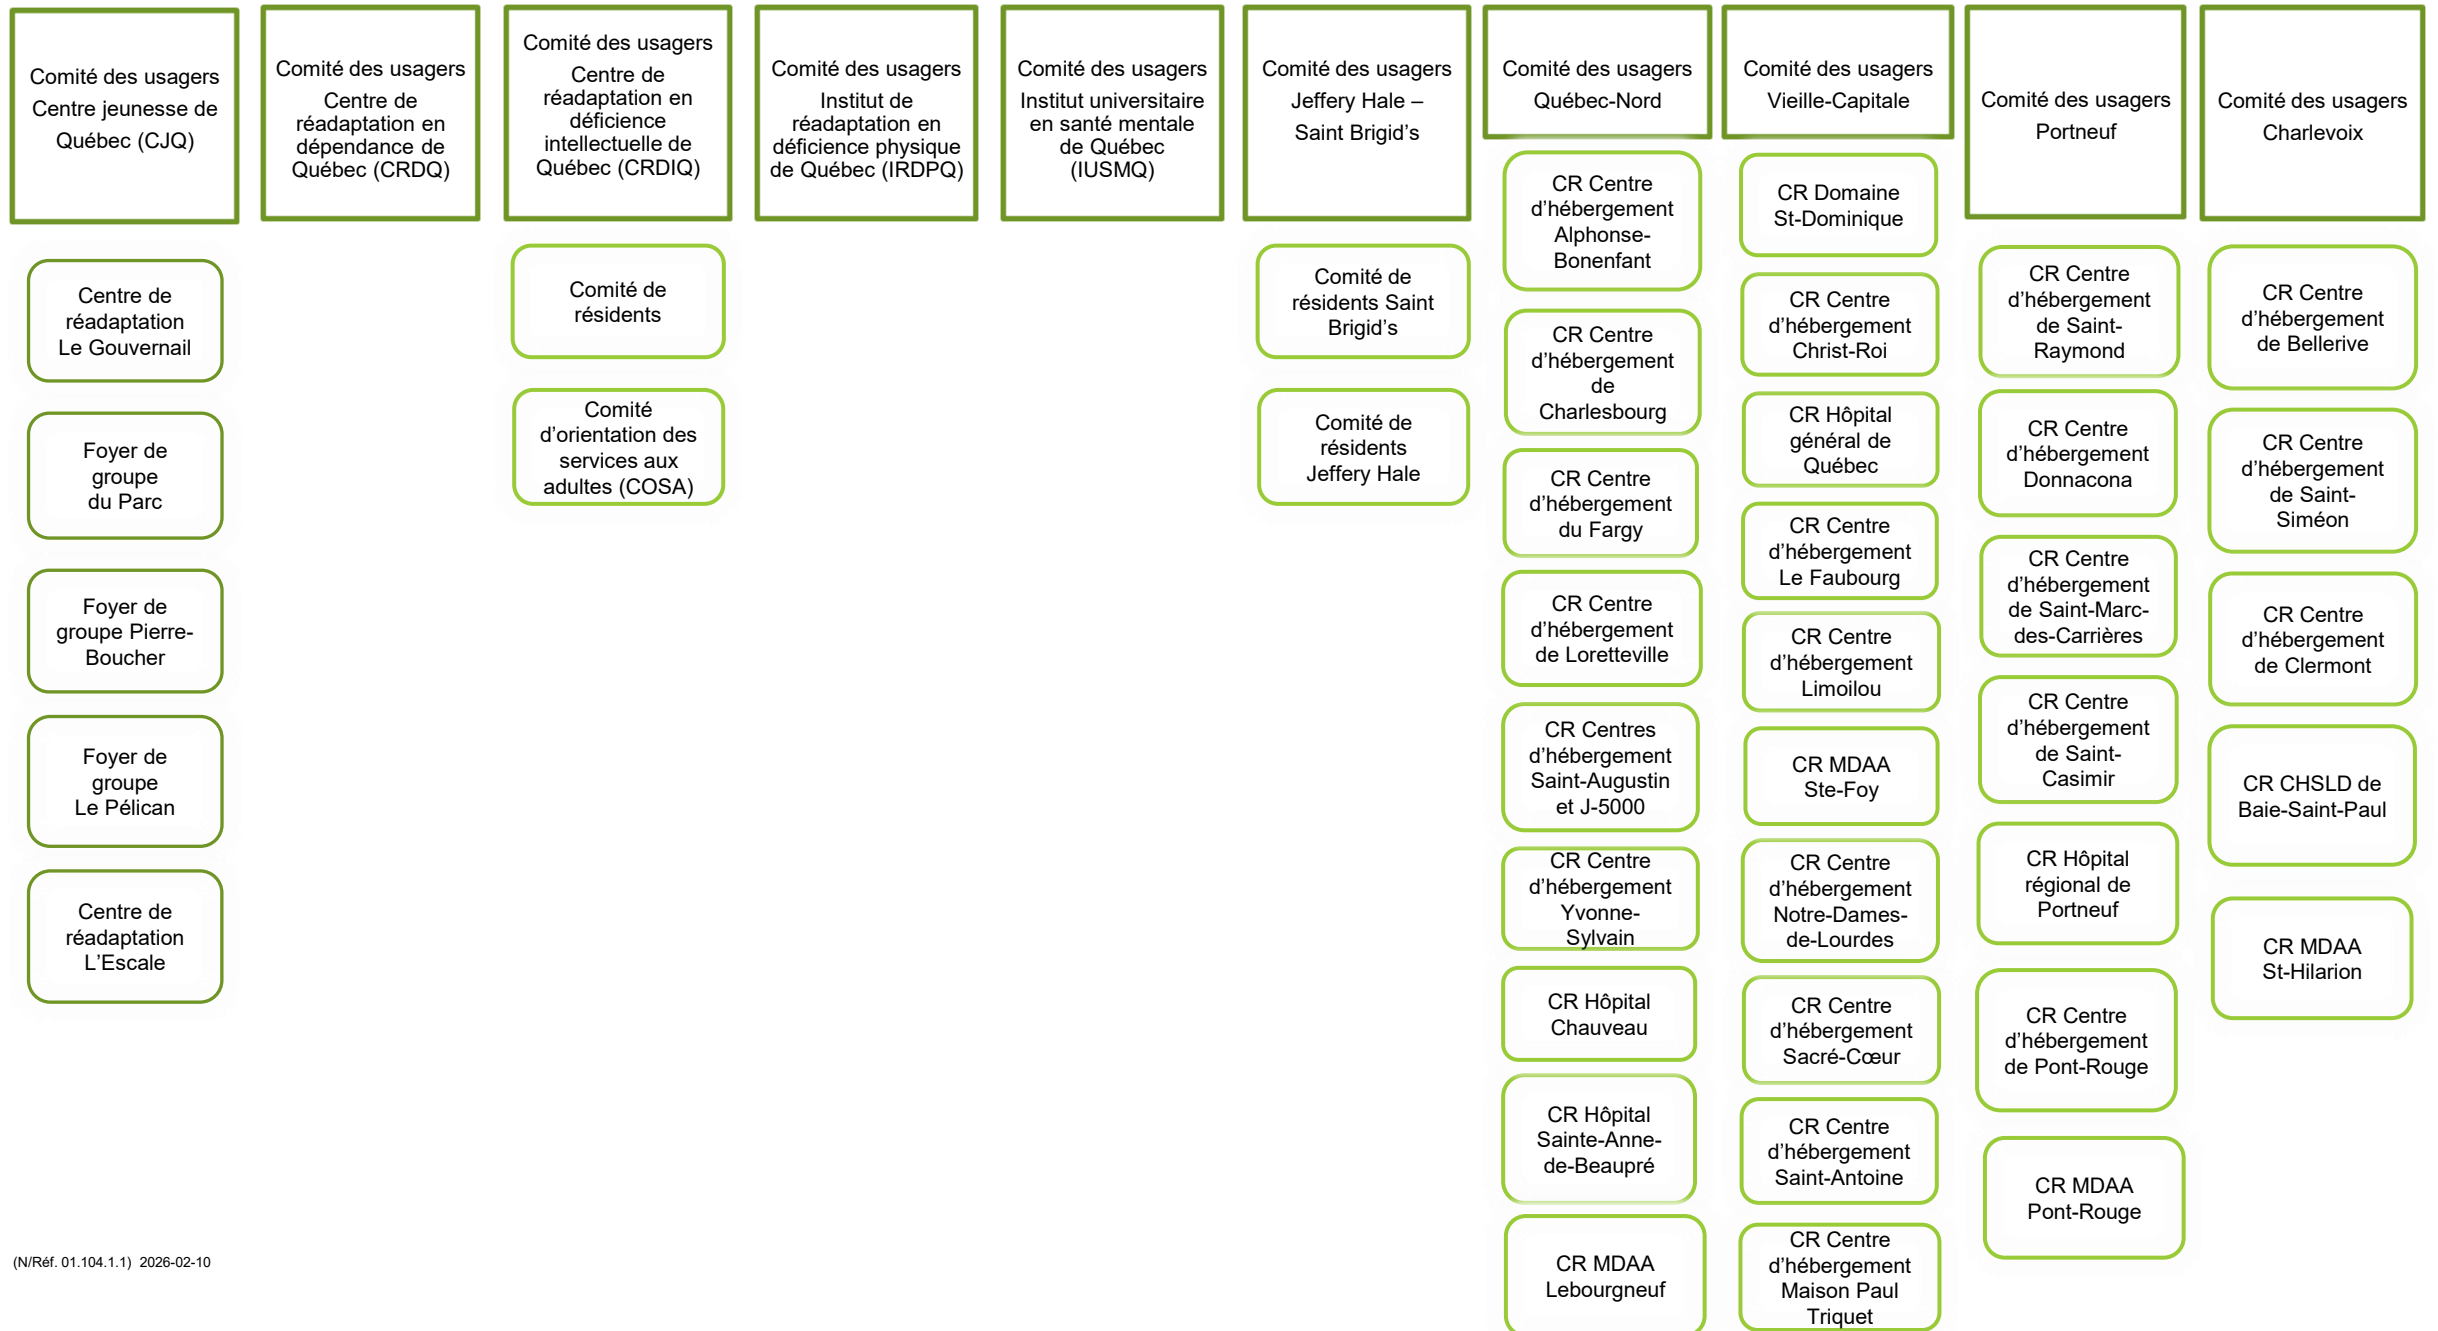 Comité des usagers
Centre jeunesse de
Québec (CJQ)
Centre de
réadaptation
Le Gouvernail
Foyer de
groupe
du Parc
Foyer de
groupe Pierre-
Boucher
Foyer de
groupe
Le Pélican
Centre de
réadaptation
L’Escale
Comité des usagers
Centre de
réadaptation en
dépendance de
Québec (CRDQ)
Comité des usagers
Centre de
réadaptation en
déficience
intellectuelle de
Québec (CRDIQ)
Comité de
résidents
Comité
d’orientation des
services aux
adultes (COSA)
Comité des usagers
Institut de
réadaptation en
déficience physique
de Québec (IRDPQ)
Comité des usagers
Institut universitaire
en santé mentale
de Québec
(IUSMQ)
Comité des usagers
Jeffery Hale –
Saint Brigid’s
Comité de
résidents Saint
Brigid’s
Comité de
résidents
Jeffery Hale
Comité des usagers
Québec-Nord
CR Centre
d’hébergement
Alphonse-
Bonenfant
CR Centre
d’hébergement
de
Charlesbourg
CR Centre
d’hébergement
du Fargy
CR Centre
d’hébergement
de Loretteville
CR Centres
d’hébergement
Saint-Augustin
et J-5000
CR Centre
d’hébergement
Yvonne-
Sylvain
CR Hôpital
Chauveau
CR Hôpital
Sainte-Anne-
de-Beaupré
CR MDAA
Lebourgneuf
Comité des usagers
Vieille-Capitale
CR Domaine
St-Dominique
CR Centre
d’hébergement
Christ-Roi
CR Hôpital
général de
Québec
CR Centre
d’hébergement
Le Faubourg
CR Centre
d’hébergement
Limoilou
CR MDAA
Ste-Foy
CR Centre
d’hébergement
Notre-Dames-
de-Lourdes
CR Centre
d’hébergement
Sacré-Cœur
CR Centre
d’hébergement
Saint-Antoine
CR Centre
d’hébergement
Maison Paul
Triquet
Comité des usagers
Portneuf
CR Centre
d’hébergement
de Saint-
Raymond
CR Centre
d’hébergement
Donnacona
CR Centre
d’hébergement
de Saint-Marc-
des-Carrières
CR Centre
d’hébergement
de Saint-
Casimir
CR Hôpital
régional de
Portneuf
CR Centre
d’hébergement
de Pont-Rouge
CR MDAA
Pont-Rouge
Comité des usagers
Charlevoix
CR Centre
d’hébergement
de Bellerive
CR Centre
d’hébergement
de Saint-
Siméon
CR Centre
d’hébergement
de Clermont
CR CHSLD de
Baie-Saint-Paul
CR MDAA
St-Hilarion
(N/Réf. 01.104.1.1) 2026-02-10